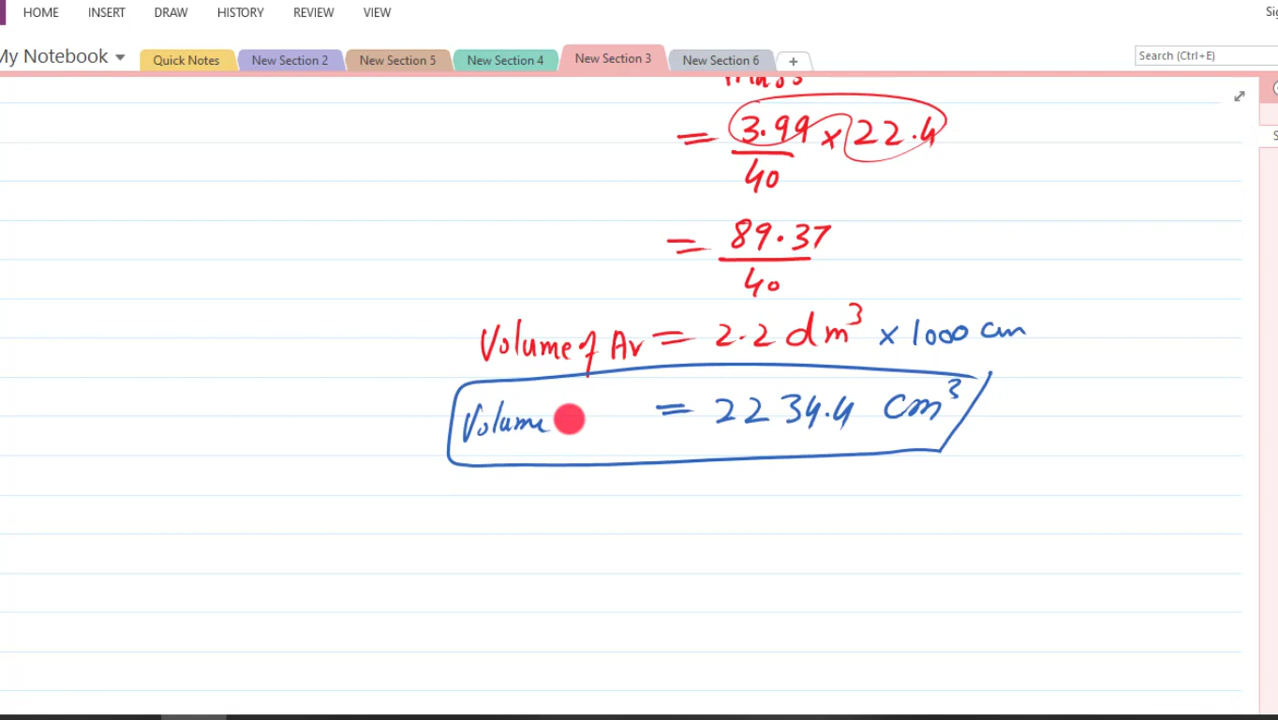 HOME INSERT DRAW HISTORY REVIEW VIEW
My Notebook Quick Notes New Section 2 New Section 5 New Section 4 New Section 3 New Section 6 + Search (Ctrl+E)
mass
= 3.99 × 22.4
40
= 89.37
40
Volume of Ar = 2.2 dm³ × 1000 cm
Volume = 2234.4 cm³